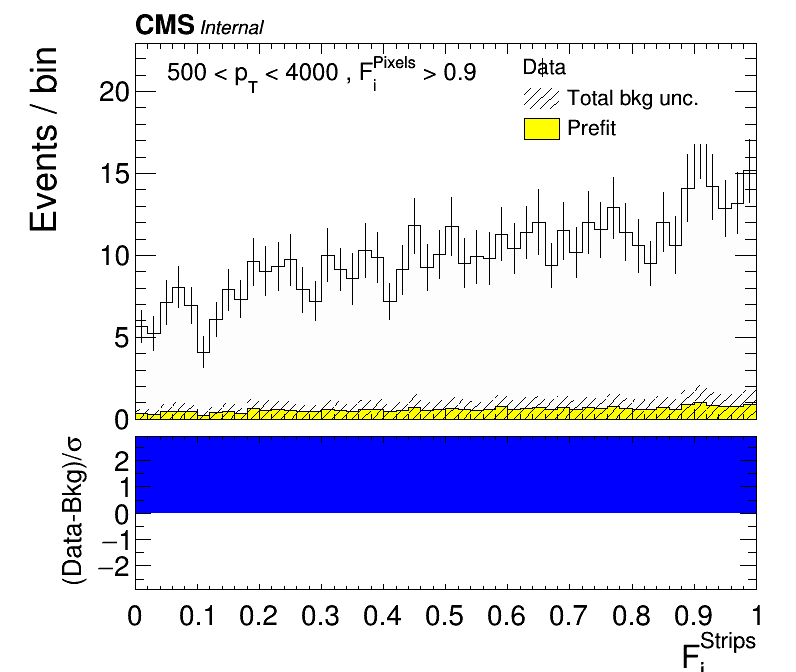 CMS Internal
500 < p_T < 4000 , F_i^Pixels > 0.9
Data
Total bkg unc.
Prefit
Events / bin
20
15
10
5
0
(Data-Bkg)/σ
2
1
0
−1
−2
0 0.1 0.2 0.3 0.4 0.5 0.6 0.7 0.8 0.9 1
F_i^Strips